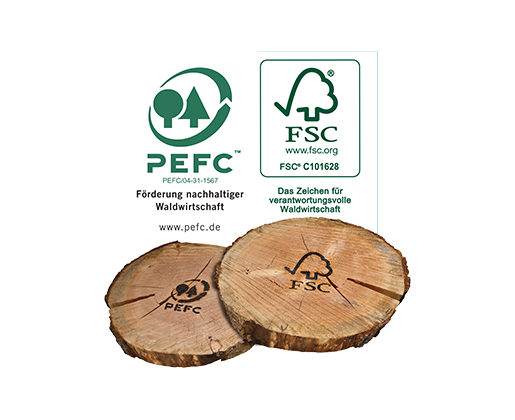 PEFC™
PEFC/04-31-1567
Förderung nachhaltiger
Waldwirtschaft
www.pefc.de
®
FSC
www.fsc.org
FSC® C101628
Das Zeichen für
verantwortungsvolle
Waldwirtschaft
PEFC
FSC